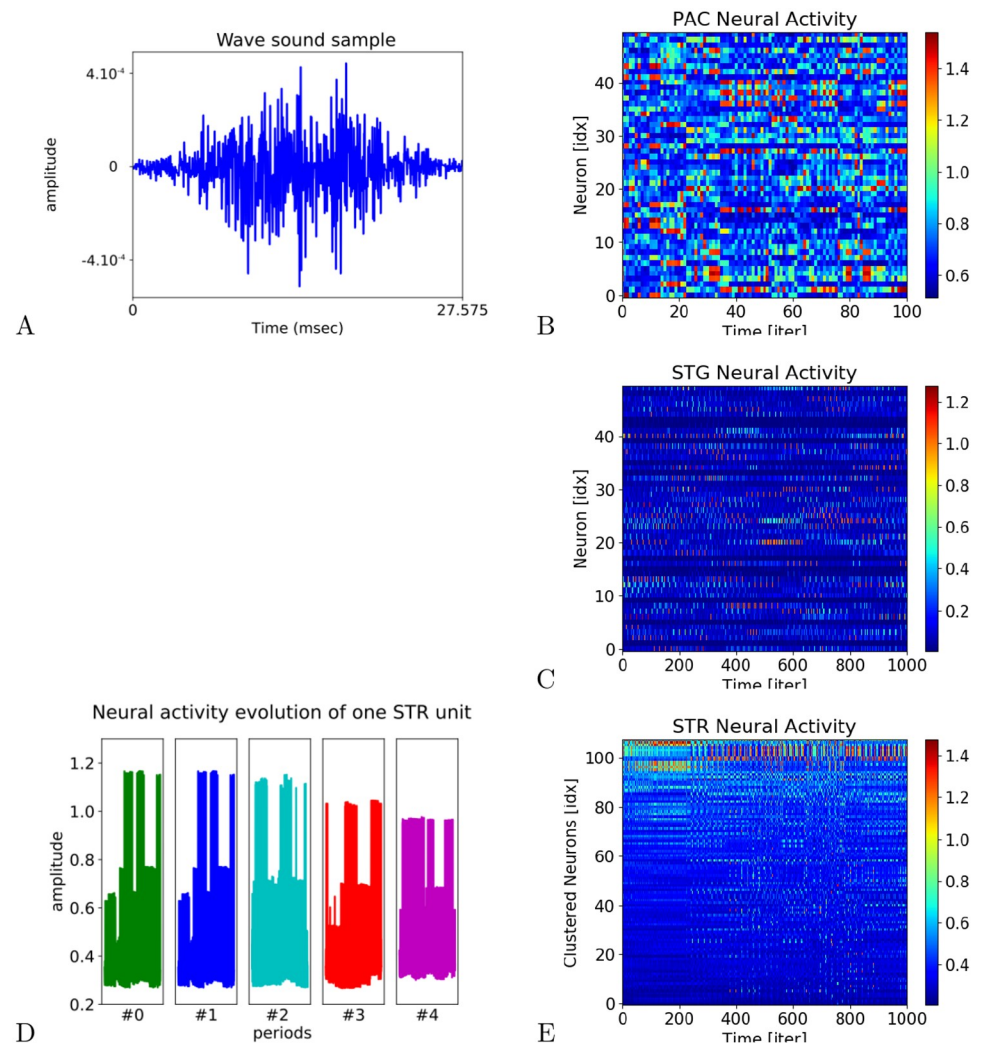 Wave sound sample
4.10⁻⁴
0
-4.10⁻⁴
amplitude
0
27.575
Time (msec)
A
PAC Neural Activity
40
30
20
10
0
Neuron [idx]
0 20 40 60 80 100
Time [iter]
1.4
1.2
1.0
0.8
0.6
B
STG Neural Activity
40
30
20
10
0
Neuron [idx]
0 200 400 600 800 1000
Time [iter]
1.2
1.0
0.8
0.6
0.4
0.2
C
Neural activity evolution of one STR unit
1.2
1.0
0.8
0.6
0.4
0.2
amplitude
#0 #1 #2 #3 #4
periods
D
STR Neural Activity
100
80
60
40
20
0
Clustered Neurons [idx]
0 200 400 600 800 1000
Time [iter]
1.4
1.2
1.0
0.8
0.6
0.4
E